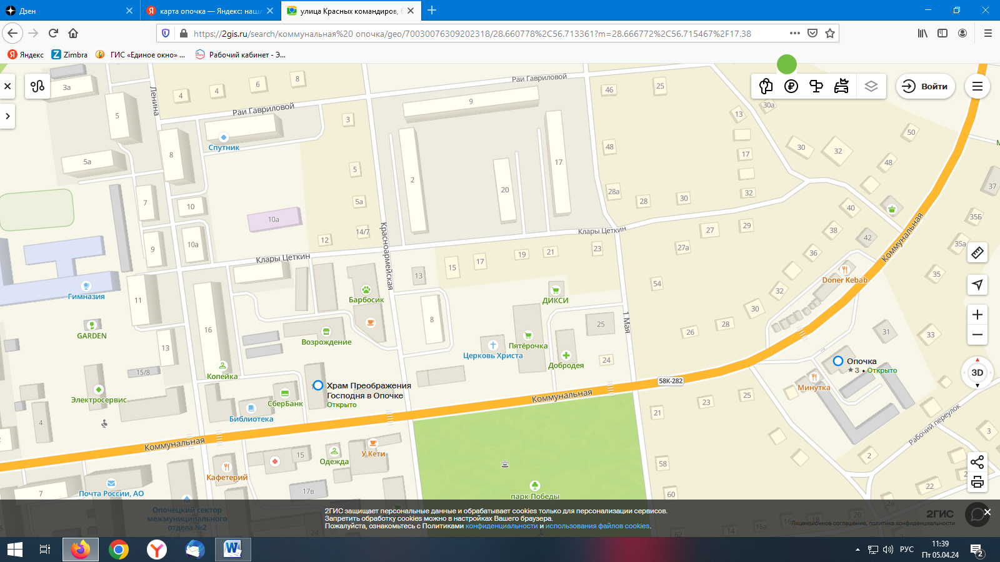 Дзен
карта опочка — Яндекс: наш
улица Красных командиров,
https://2gis.ru/search/коммунальная%20 опочка/geo/70030076309202318/28.660778%2C56.713361?m=28.666772%2C56.715467%2F17.38
Яндекс
Zimbra
ГИС «Единое окно» ...
Рабочий кабинет - Э...
Войти
3а
Ленина
4
4
6
8
Раи Гавриловой
Раи Гавриловой
9
46
25
30а
13
5
3
Спутник
8
5а
5
2
20
17
48
17
30
32
50
48
37
7
10
10а
5а
28а
28
30
32
40
35Б
9
10а
12
14/7
Красноармейская
Клары Цеткин
Клары Цеткин
15
17
19
21
23
27а
27
29
38
42
36
35а
Коммунальная
Doner Kebab
35
Гимназия
11
16
13
Барбосик
ДИКСИ
54
32
30
GARDEN
13
Возрождение
8
Пятёрочка
Церковь Христа
Добродея
25
1 Мая
24
26
28
31
33
15/8
Копейка
Электросервис
58К-282
Опочка
3 • Открыто
Минутка
3D
Храм Преображения
Господня в Опочке
Открыто
СберБанк
Библиотека
Коммунальная
Коммунальная
21
23
25
Рабочий переулок
4
15
Одежда
У Кети
Кафетерий
58
60
2
3
22
2а
7
Почта России, АО
17в
парк Победы
Опочецкий сектор
межмуниципального
отдела №2
24
2ГИС защищает персональные данные и обрабатывает cookies только для персонализации сервисов.
Запретить обработку cookies можно в настройках Вашего браузера.
Пожалуйста, ознакомьтесь с Политиками конфиденциальности и использования файлов cookies.
2ГИС
Лицензионное соглашение, политика конфиденциальности
62
14
16а
16
18
20
РУС
11:39
Пт 05.04.24
2